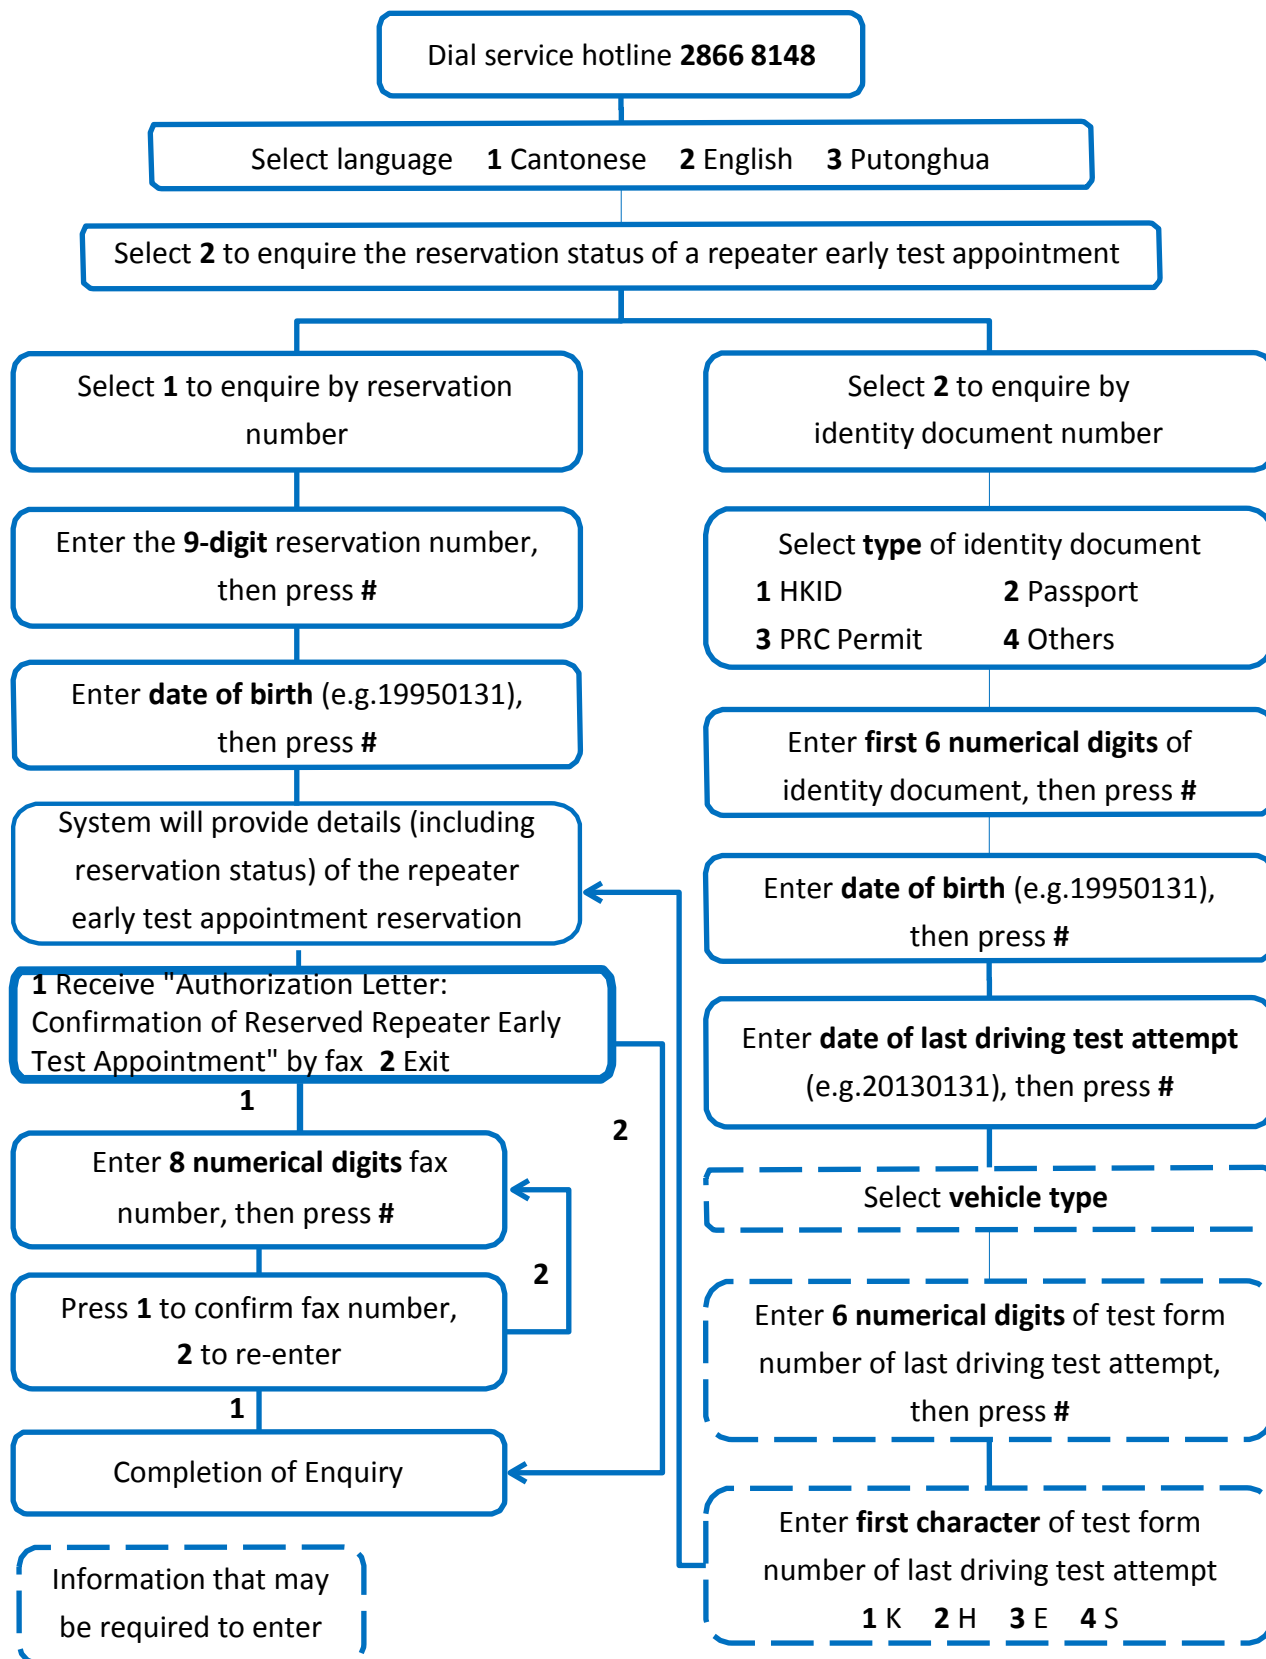 Dial service hotline 2866 8148
Select language 1 Cantonese 2 English 3 Putonghua
Select 2 to enquire the reservation status of a repeater early test appointment
Select 1 to enquire by reservation
number
Enter the 9-digit reservation number,
then press #
Enter date of birth (e.g.19950131),
then press #
System will provide details (including
reservation status) of the repeater
early test appointment reservation
1 Receive "Authorization Letter:
Confirmation of Reserved Repeater Early
Test Appointment" by fax 2 Exit
1
2
Enter 8 numerical digits fax
number, then press #
2
Press 1 to confirm fax number,
2 to re-enter
1
Completion of Enquiry
Information that may
be required to enter
Select 2 to enquire by
identity document number
Select type of identity document
1 HKID 2 Passport
3 PRC Permit 4 Others
Enter first 6 numerical digits of
identity document, then press #
Enter date of birth (e.g.19950131),
then press #
Enter date of last driving test attempt
(e.g.20130131), then press #
Select vehicle type
Enter 6 numerical digits of test form
number of last driving test attempt,
then press #
Enter first character of test form
number of last driving test attempt
1 K 2 H 3 E 4 S